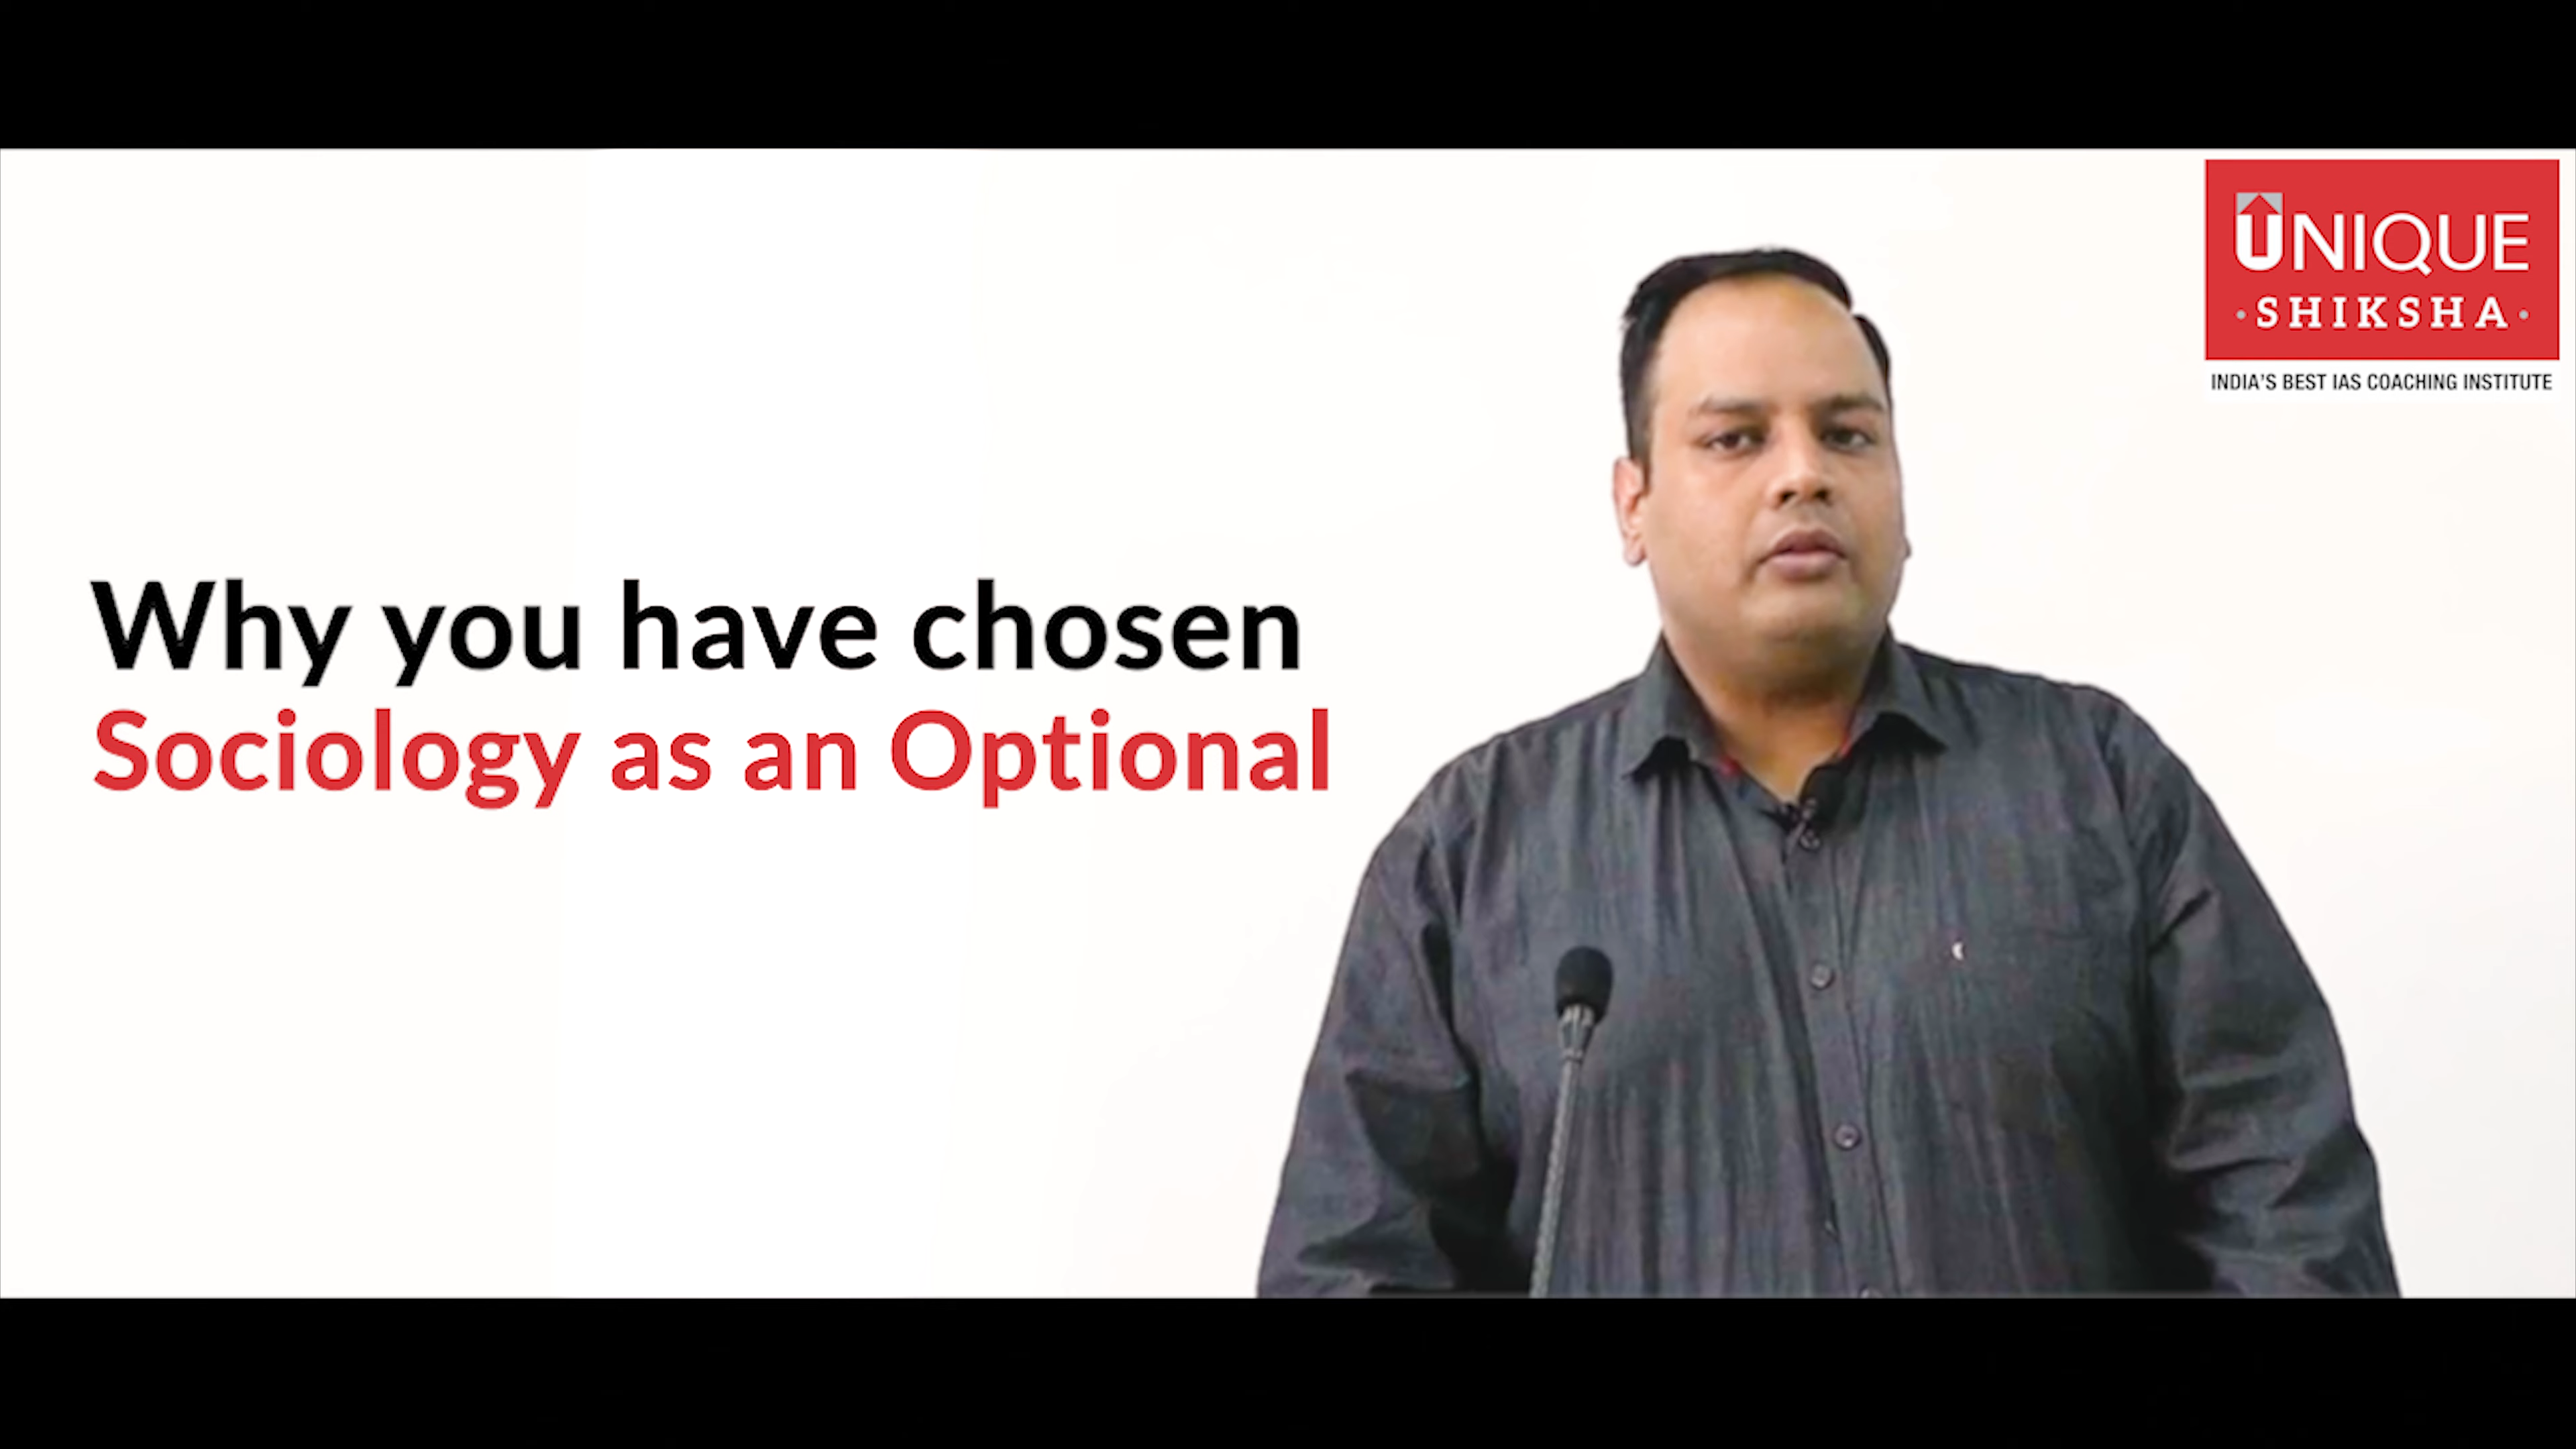 UNIQUE
·SHIKSHA·
INDIA'S BEST IAS COACHING INSTITUTE
Why you have chosen
Sociology as an Optional